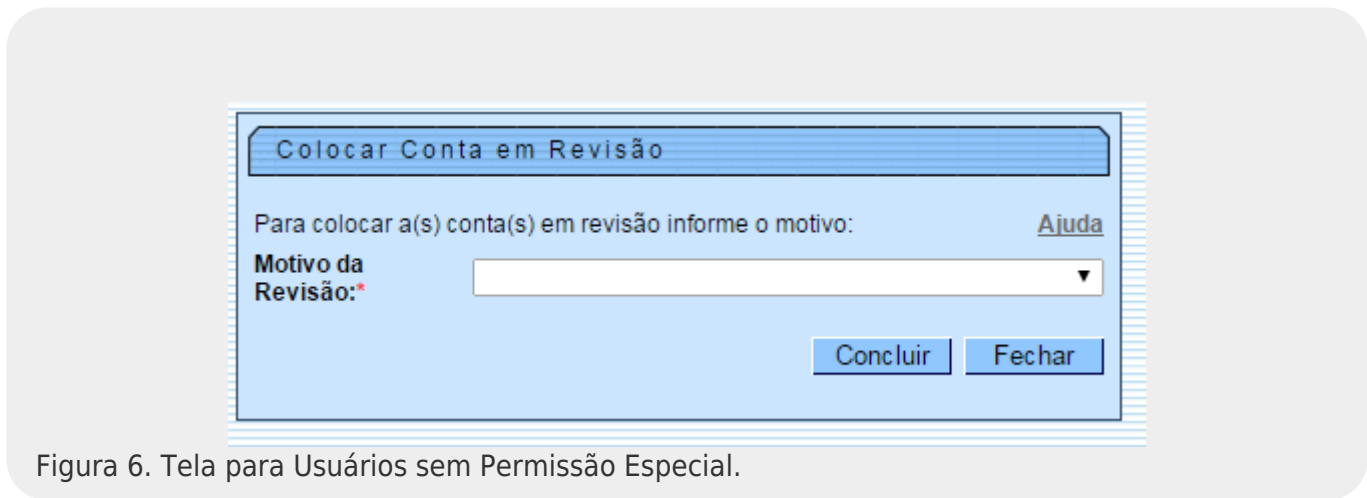 Colocar Conta em Revisão
Para colocar a(s) conta(s) em revisão informe o motivo: Ajuda
Motivo da
Revisão:*
Concluir Fechar
Figura 6. Tela para Usuários sem Permissão Especial.